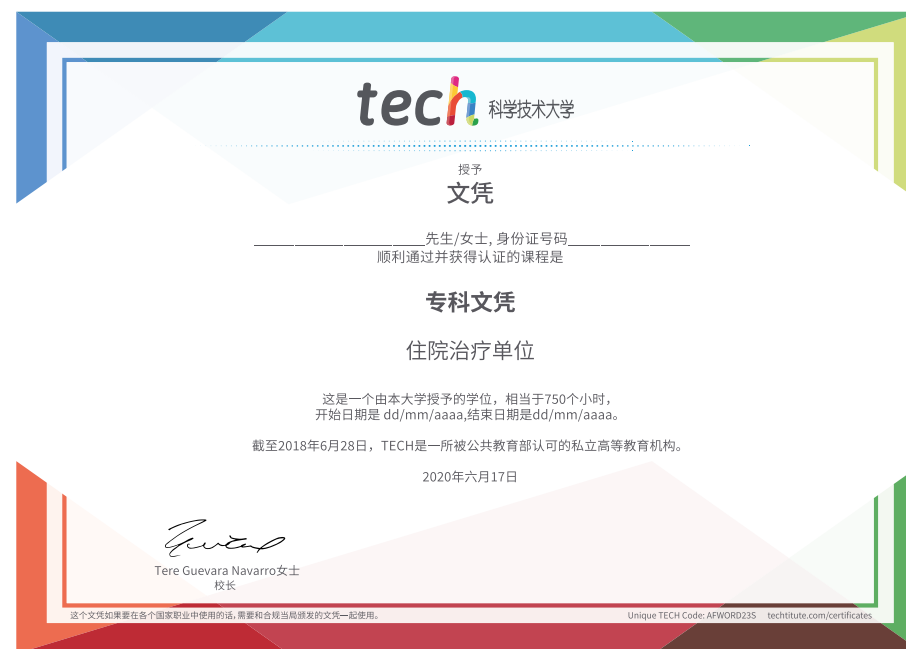 tech 科学技术大学
授予
文凭
先生/女士, 身份证号码
顺利通过并获得认证的课程是
专科文凭
住院治疗单位
这是一个由本大学授予的学位，相当于750个小时，
开始日期是 dd/mm/aaaa,结束日期是dd/mm/aaaa。
截至2018年6月28日，TECH是一所被公共教育部认可的私立高等教育机构。
2020年六月17日
Tere Guevara Navarro女士
校长
这个文凭如果要在各个国家职业中使用的话,需要和合规当局颁发的文凭一起使用。
Unique TECH Code: AFWORD23S techtitute.com/certificates